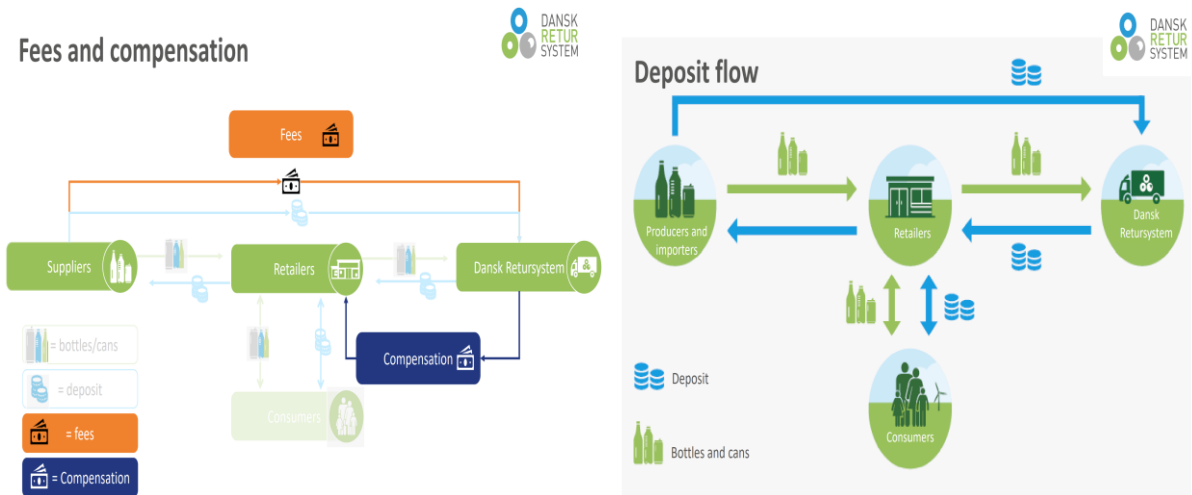 Fees and compensation
DANSK
RETUR
SYSTEM
Fees
Suppliers
Retailers
Dansk Retursystem
Compensation
Consumers
= bottles/cans
= deposit
= fees
= Compensation
Deposit flow
DANSK
RETUR
SYSTEM
Producers and
importers
Retailers
Dansk
Retursystem
Consumers
Deposit
Bottles and cans